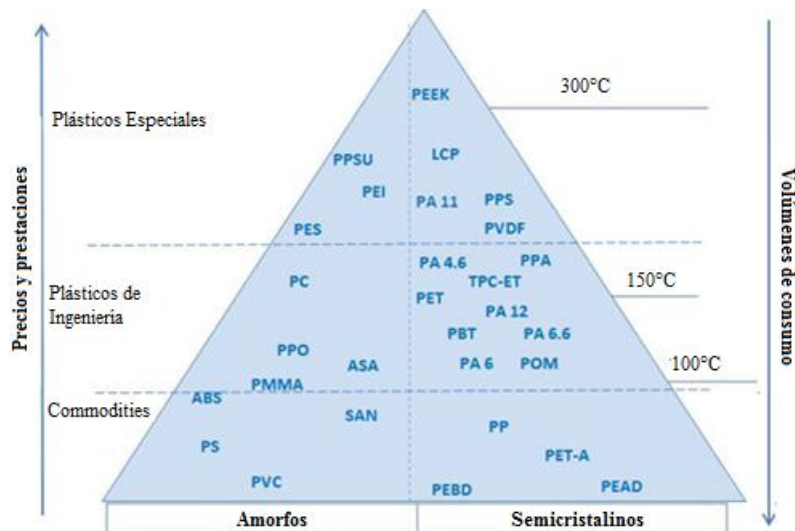 PEEK
300°C
Plásticos Especiales
PPSU
LCP
PEI
PA 11
PPS
PES
PVDF
Precios y prestaciones
Volúmenes de consumo
PA 4.6
PPA
PC
TPC-ET
150°C
Plásticos de
Ingeniería
PET
PA 12
PBT
PA 6.6
PPO
ASA
PA 6
POM
100°C
PMMA
Commodities
ABS
SAN
PP
PS
PET-A
PVC
PEBD
PEAD
Amorfos
Semicristalinos